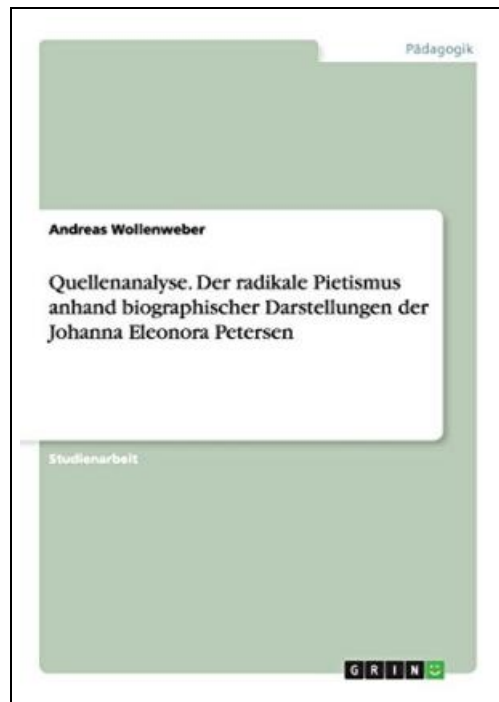 Pädagogik
Andreas Wollenweber
Quellenanalyse. Der radikale Pietismus
anhand biographischer Darstellungen der
Johanna Eleonora Petersen
Studienarbeit
GRIN